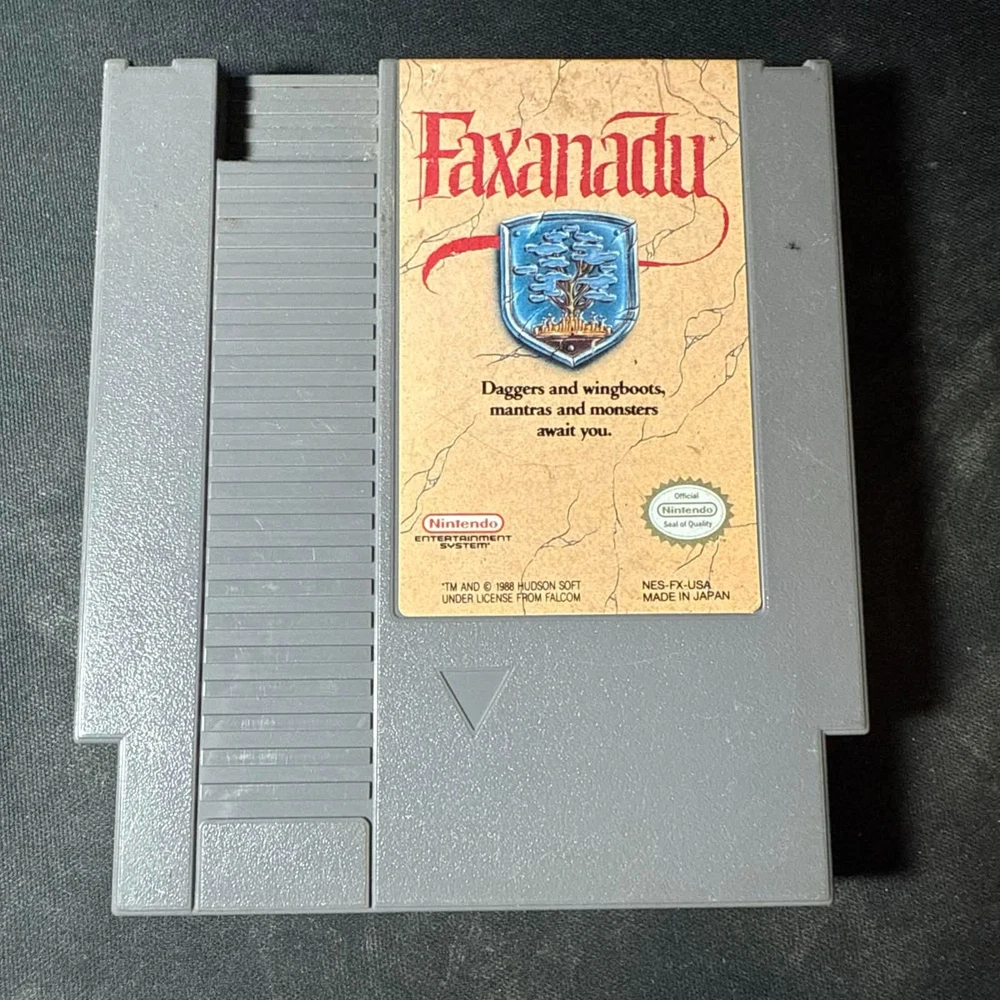 Faxanadu*
Daggers and wingboots,
mantras and monsters
await you.
Nintendo
ENTERTAINMENT
SYSTEM®
Official
Nintendo
Seal of Quality
*TM AND © 1988 HUDSON SOFT
UNDER LICENSE FROM FALCOM
NES-FX-USA
MADE IN JAPAN